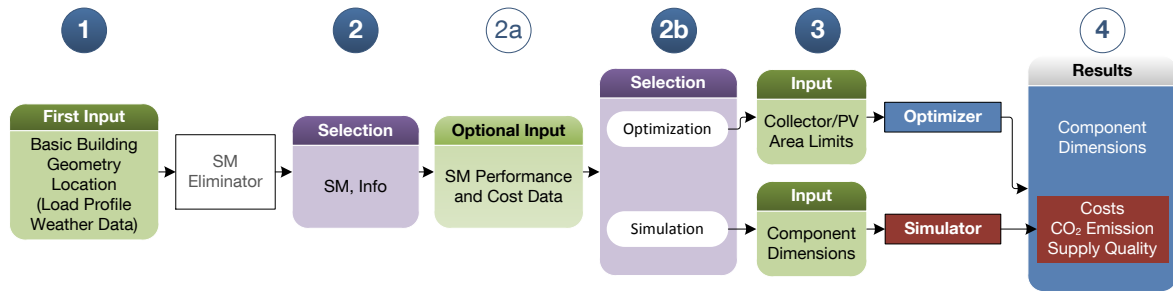 1
2
2a
2b
3
4
First Input
Basic Building
Geometry
Location
(Load Profile
Weather Data)
SM
Eliminator
Selection
SM, Info
Optional Input
SM Performance
and Cost Data
Selection
Optimization
Simulation
Input
Collector/PV
Area Limits
Input
Component
Dimensions
Optimizer
Simulator
Results
Component
Dimensions
Costs
CO₂ Emission
Supply Quality